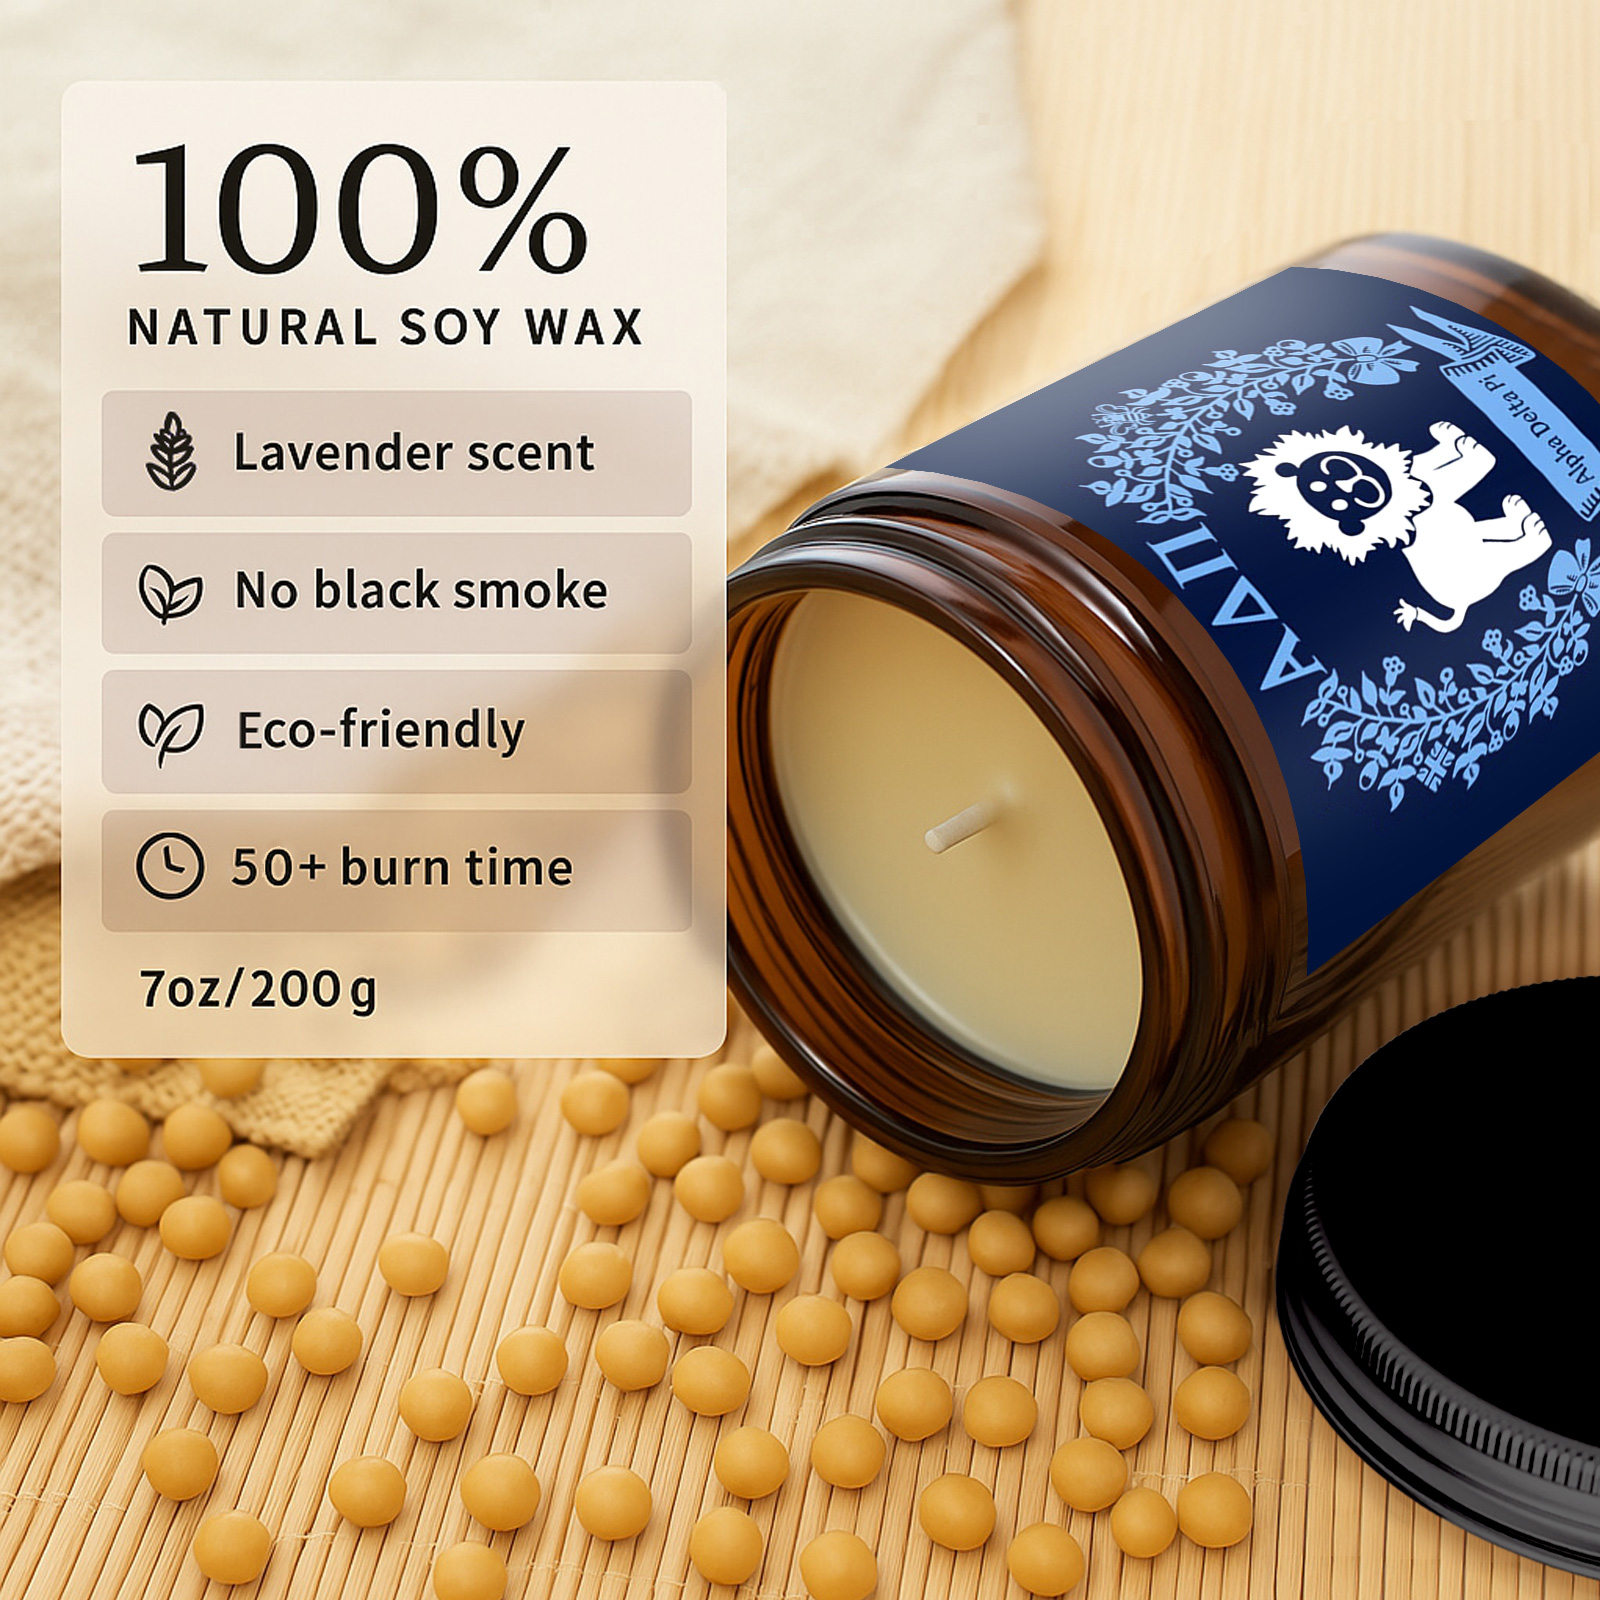 100%
NATURAL SOY WAX
Lavender scent
No black smoke
Eco-friendly
50+ burn time
7oz/200g
Alpha Delta Pi
ΑΔΠ